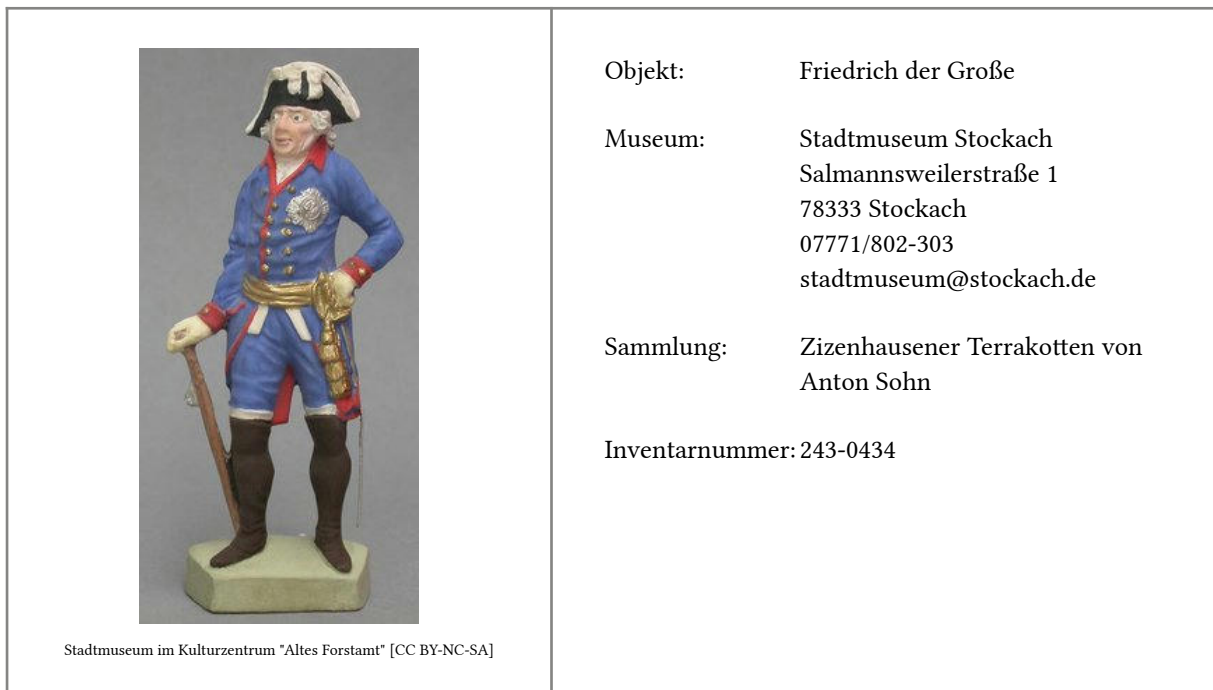 Stadtmuseum im Kulturzentrum "Altes Forstamt" [CC BY-NC-SA]
Objekt: Friedrich der Große
Museum: Stadtmuseum Stockach
Salmannsweilerstraße 1
78333 Stockach
07771/802-303
stadtmuseum@stockach.de
Sammlung: Zizenhausener Terrakotten von
Anton Sohn
Inventarnummer: 243-0434